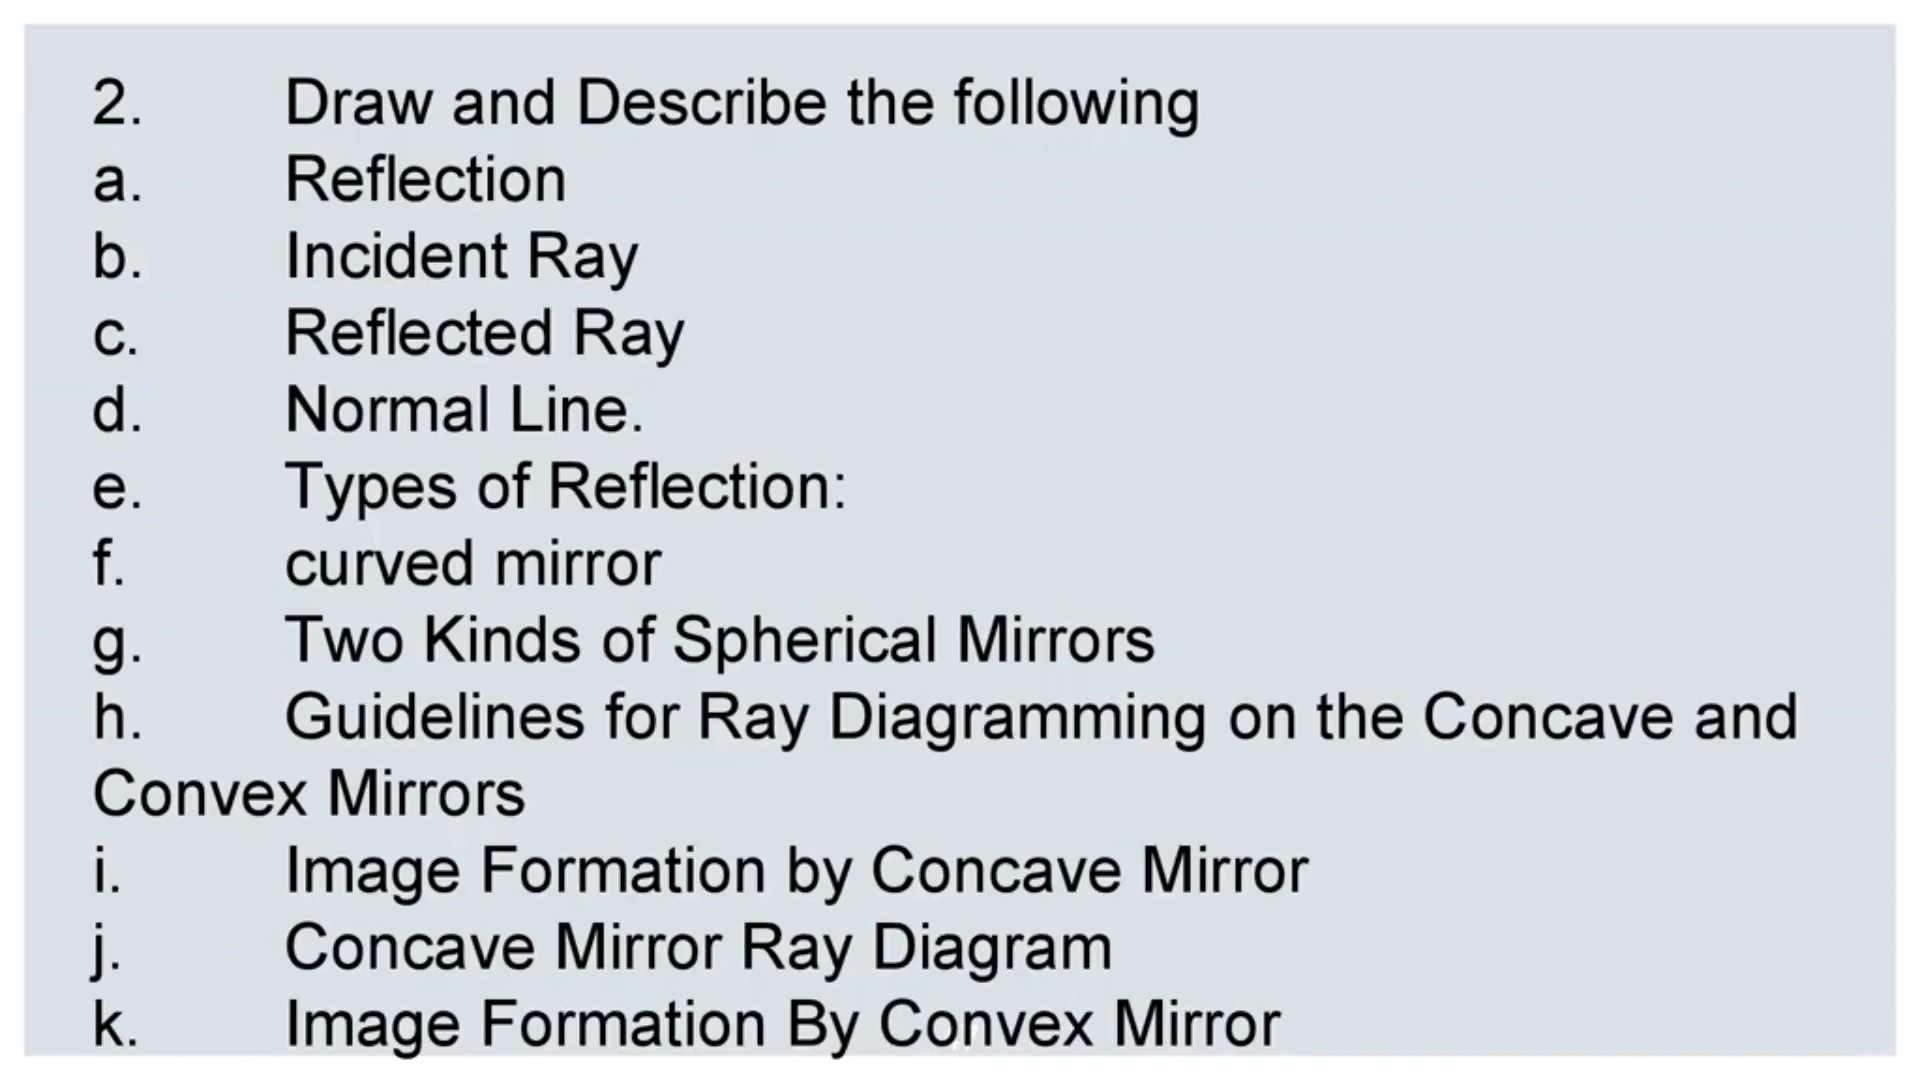 2. Draw and Describe the following
a. Reflection
b. Incident Ray
c. Reflected Ray
d. Normal Line.
e. Types of Reflection:
f. curved mirror
g. Two Kinds of Spherical Mirrors
h. Guidelines for Ray Diagramming on the Concave and
Convex Mirrors
i. Image Formation by Concave Mirror
j. Concave Mirror Ray Diagram
k. Image Formation By Convex Mirror